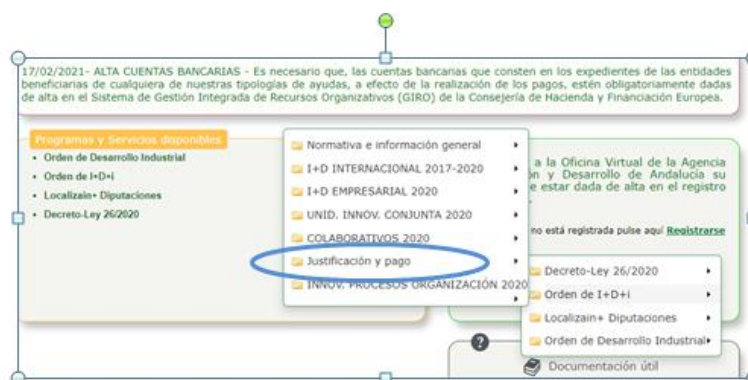 17/02/2021- ALTA CUENTAS BANCARIAS - Es necesario que, las cuentas bancarias que consten en los expedientes de las entidades
beneficiarias de cualquiera de nuestras tipologías de ayudas, a efecto de la realización de los pagos, estén obligatoriamente dadas
de alta en el Sistema de Gestión Integrada de Recursos Organizativos (GIRO) de la Consejería de Hacienda y Financiación Europea.
Programas y Servicios disponibles
• Orden de Desarrollo Industrial
• Orden de I+D+i
• Localizain+ Diputaciones
• Decreto-Ley 26/2020
Normativa e información general
I+D INTERNACIONAL 2017-2020
I+D EMPRESARIAL 2020
UNID. INNOV. CONJUNTA 2020
COLABORATIVOS 2020
Justificación y pago
INNOV. PROCESOS ORGANIZACIÓN 2020
a la Oficina Virtual de la Agencia
n y Desarrollo de Andalucía su
e estar dada de alta en el registro
no está registrada pulse aquí Registrarse
Decreto-Ley 26/2020
Orden de I+D+i
Localizain+ Diputaciones
Orden de Desarrollo Industrial
?
Documentación útil